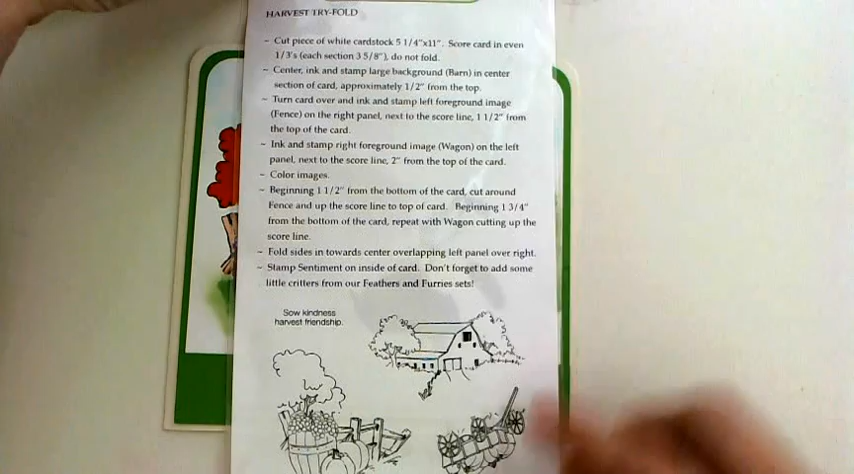 HARVEST TRY-FOLD
~ Cut piece of white cardstock 5 1/4"x11". Score card in even
1/3's (each section 3 5/8"), do not fold.
~ Center, ink and stamp large background (Barn) in center
section of card, approximately 1/2" from the top.
~ Turn card over and ink and stamp left foreground image
(Fence) on the right panel, next to the score line, 1 1/2" from
the top of the card.
~ Ink and stamp right foreground image (Wagon) on the left
panel, next to the score line, 2" from the top of the card.
~ Color images.
~ Beginning 1 1/2" from the bottom of the card, cut around
Fence and up the score line to top of card. Beginning 1 3/4"
from the bottom of the card, repeat with Wagon cutting up the
score line.
~ Fold sides in towards center overlapping left panel over right.
~ Stamp Sentiment on inside of card. Don't forget to add some
little critters from our Feathers and Furries sets!
Sow kindness
harvest friendship.